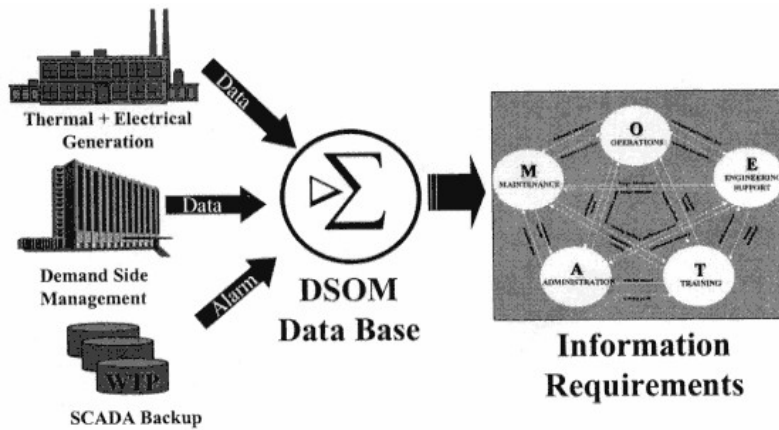 Thermal + Electrical
Generation
Data
Demand Side
Management
Data
WTP
SCADA Backup
Alarm
Σ
DSOM
Data Base
O
OPERATIONS
M
MAINTENANCE
E
ENGINEERING
SUPPORT
A
ADMINISTRATION
T
TRAINING
Information
Requirements